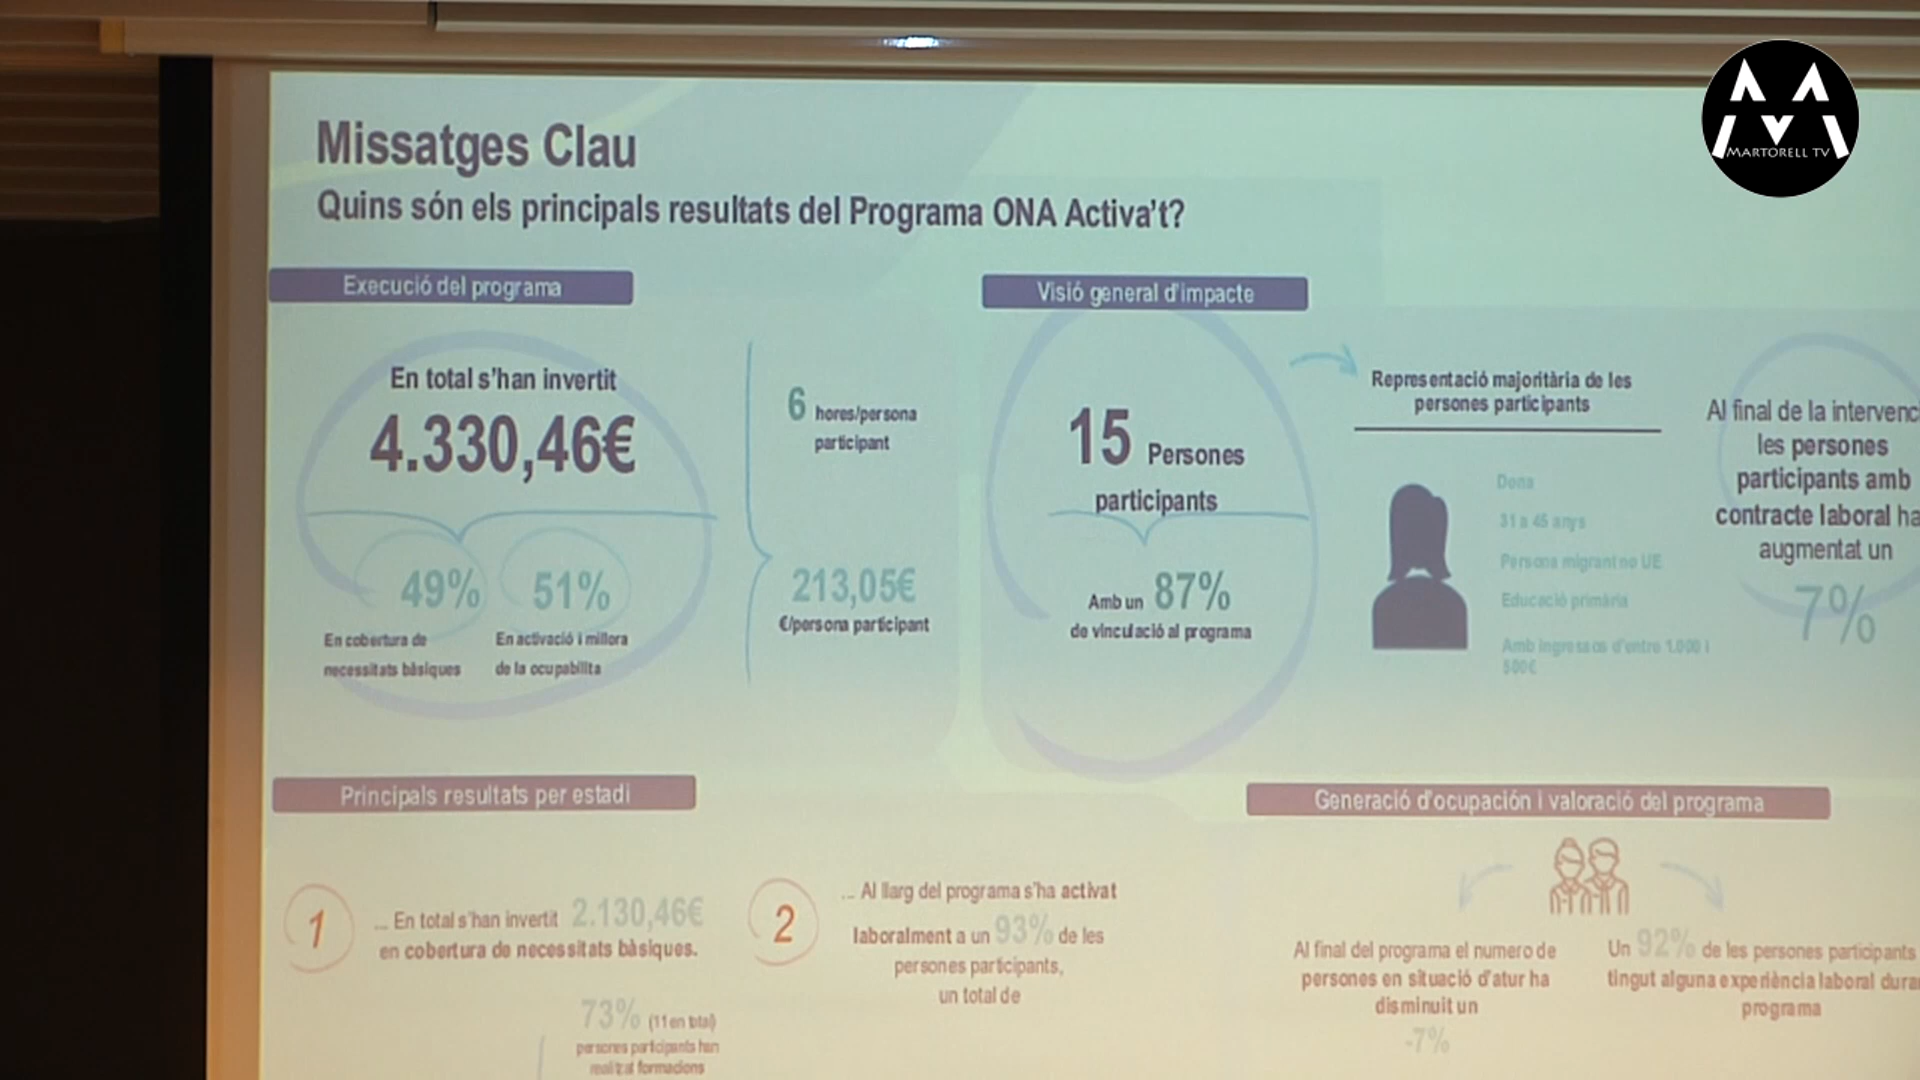 MARTORELL TV
Missatges Clau
Quins són els principals resultats del Programa ONA Activa't?
Execució del programa
En total s'han invertit
4.330,46€
49%
En cobertura de
necessitats bàsiques
51%
En activació i millora
de la ocupabilita
6 hores/persona
participant
213,05€
€/persona participant
Visió general d'impacte
15 Persones
participants
Amb un 87%
de vinculació al programa
Representació majoritària de les
persones participants
Dona
31 a 45 anys
Persona migrant no UE
Educació primària
Amb ingressos d'entre 1.000 i
500€
Al final de la intervenc
les persones
participants amb
contracte laboral ha
augmentat un
7%
Principals resultats per estadi
1
... En total s'han invertit 2.130,46€
en cobertura de necessitats bàsiques.
73% (11 en total)
persones participants han
realitzat formacions
2
... Al llarg del programa s'ha activat
laboralment a un 93% de les
persones participants,
un total de
Generació d'ocupación i valoració del programa
Al final del programa el numero de
persones en situació d'atur ha
disminuit un
-7%
Un 92% de les persones participants
tingut alguna experiència laboral dura
programa